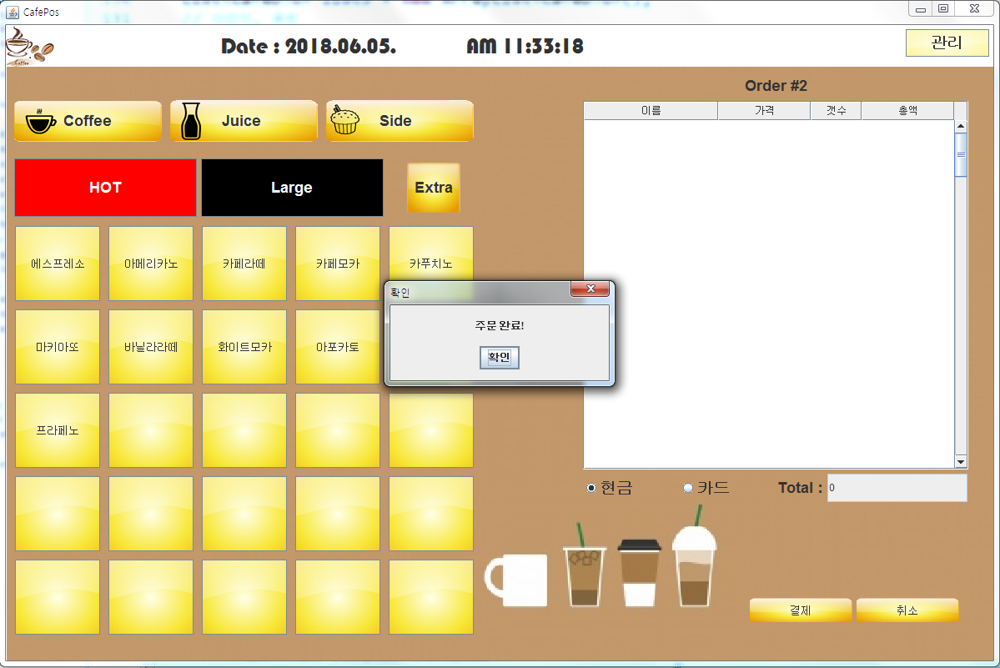 CafePos
Date : 2018.06.05.
AM 11:33:18
관리
Coffee
Order #2
Coffee
Juice
Side
이름
가격
갯수
총액
HOT
Large
Extra
에스프레소
아메리카노
카페라떼
카페모카
카푸치노
확인
주문 완료!
확인
마키아또
바닐라라떼
화이트모카
아포카토
프라페노
현금
카드
Total :
0
결제
취소